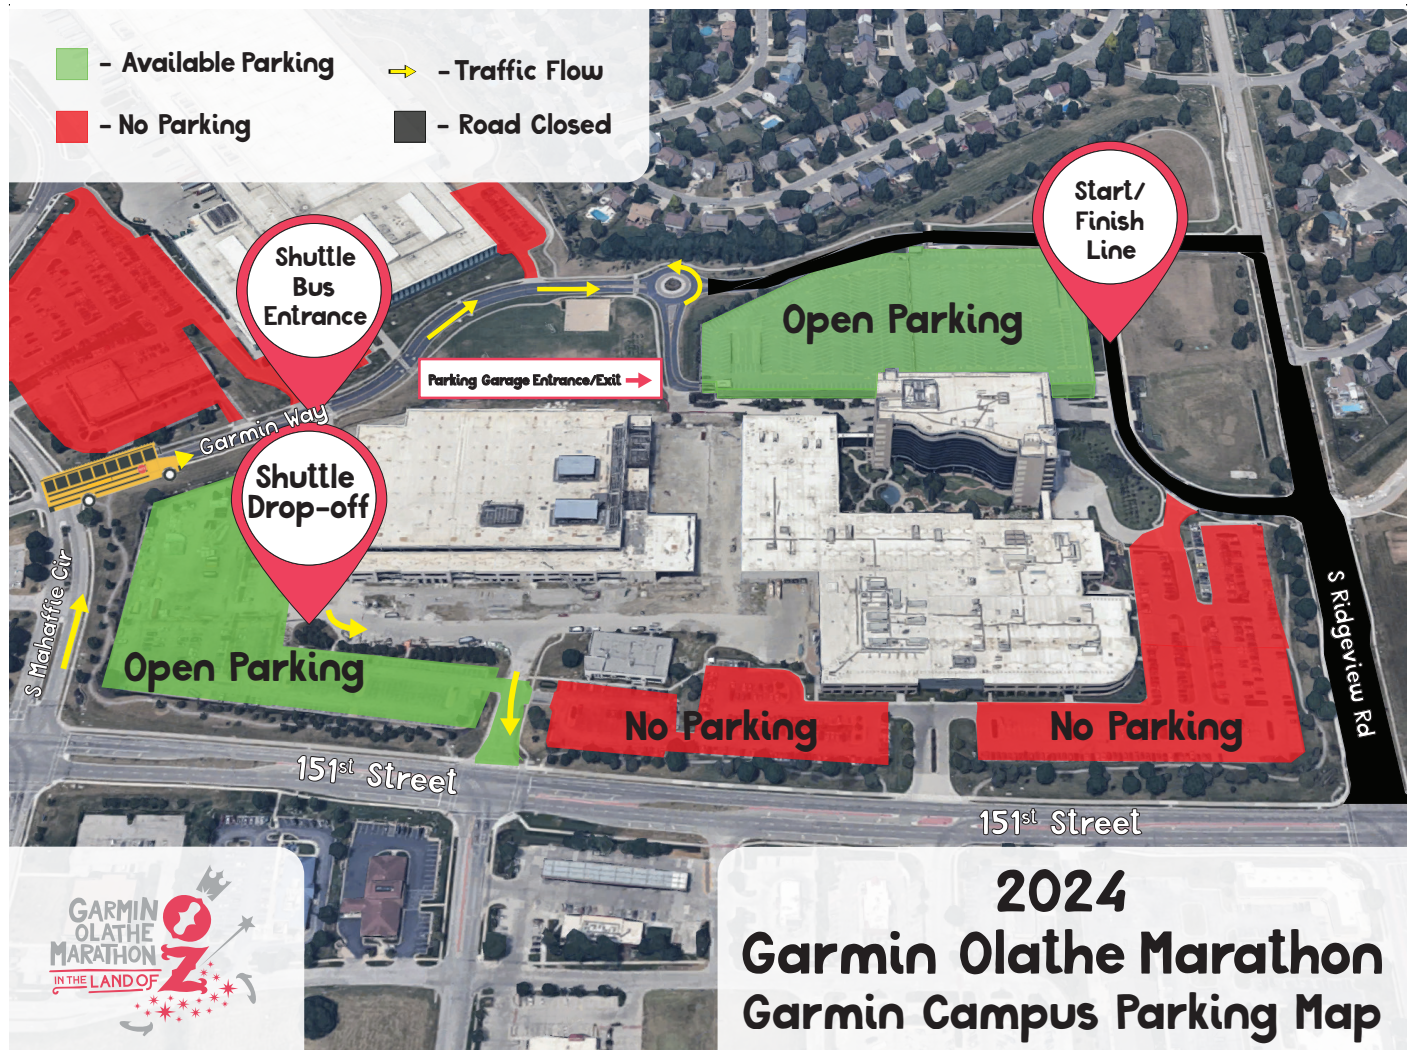 - Available Parking
- Traffic Flow
- No Parking
- Road Closed
Start/
Finish
Line
Shuttle
Bus
Entrance
Open Parking
Parking Garage Entrance/Exit
Garmin Way
Shuttle
Drop-off
S Mahaffie Cir
S Ridgeview Rd
Open Parking
No Parking
No Parking
151st Street
151st Street
GARMIN
OLATHE
MARATHON
IN THE LAND OF
OZ
2024
Garmin Olathe Marathon
Garmin Campus Parking Map